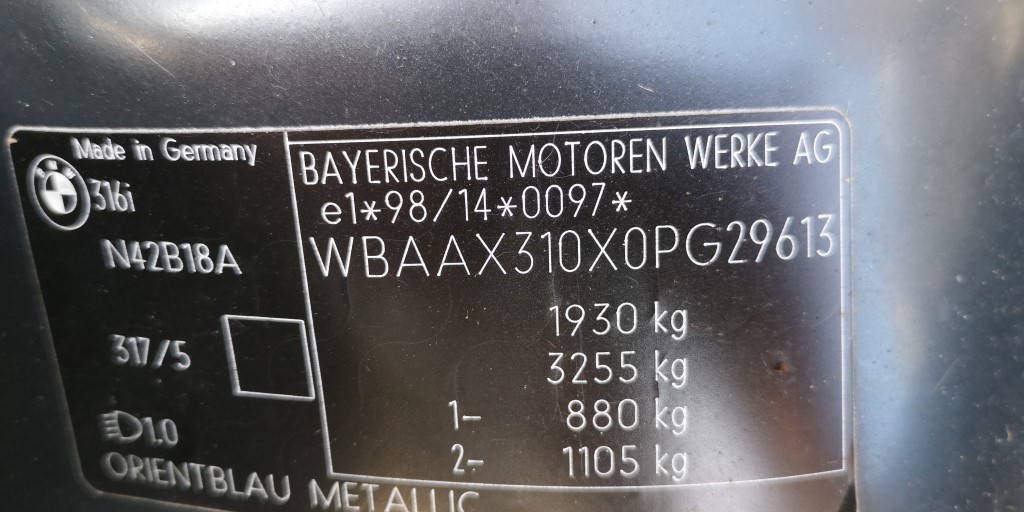 Made in Germany
316i
N42B18A
317/5
1.0
ORIENTBLAU METALLIC
BAYERISCHE MOTOREN WERKE AG
e1*98/14*0097*
WBAAX310X0PG29613
1930 kg
3255 kg
1- 880 kg
2- 1105 kg